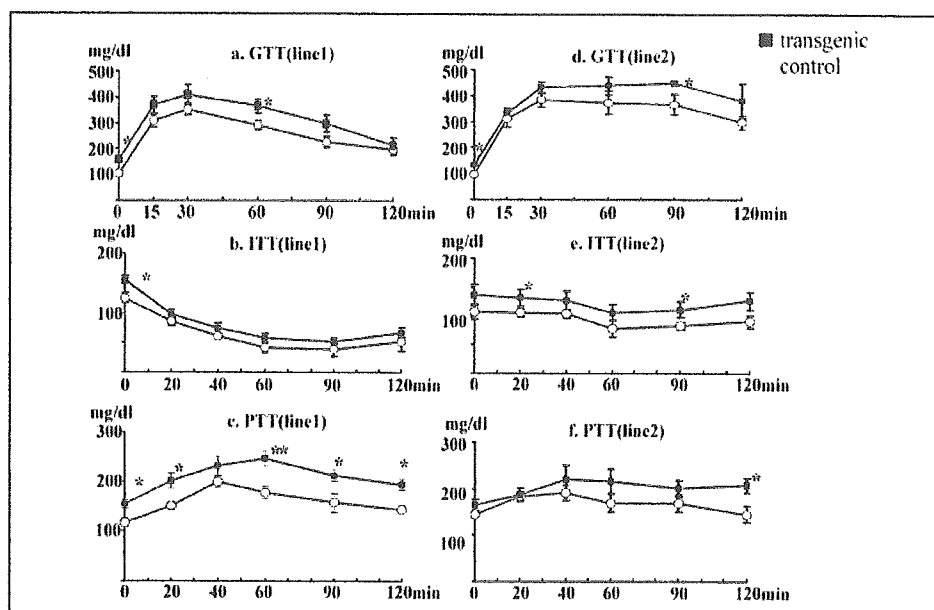 mg/dl
a. GTT(line1)
500
400
300
200
100
*
*
0 15 30 60 90 120min
mg/dl
d. GTT(line2)
500
400
300
200
100
*
*
0 15 30 60 90 120min
transgenic
control
mg/dl
b. ITT(line1)
200
100
*
0 20 40 60 90 120min
mg/dl
e. ITT(line2)
200
100
*
*
0 20 40 60 90 120min
mg/dl
c. PTT(line1)
300
200
100
*
*
**
*
*
0 20 40 60 90 120min
mg/dl
f. PTT(line2)
300
200
100
*
0 20 40 60 90 120min